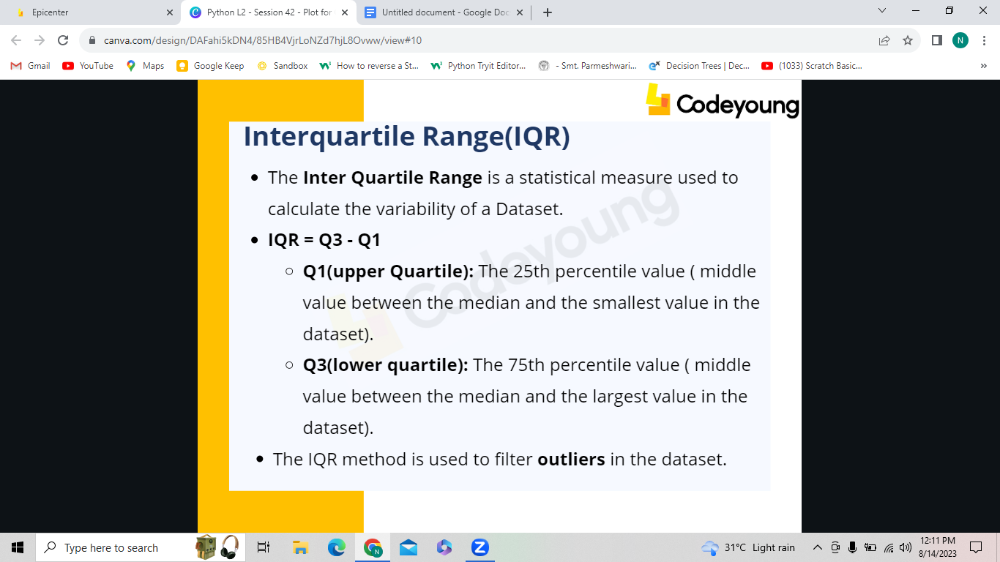 Epicenter
Python L2 - Session 42 - Plot for
Untitled document - Google Doc
canva.com/design/DAFahi5kDN4/85HB4VjrLoNZd7hjL8Ovww/view#10
N
Gmail YouTube Maps Google Keep Sandbox How to reverse a St... Python Tryit Editor... - Smt. Parmeshwari... Decision Trees | Dec... (1033) Scratch Basic... »
Codeyoung
Interquartile Range(IQR)
• The Inter Quartile Range is a statistical measure used to
calculate the variability of a Dataset.
• IQR = Q3 - Q1
○ Q1(upper Quartile): The 25th percentile value ( middle
value between the median and the smallest value in the
dataset).
○ Q3(lower quartile): The 75th percentile value ( middle
value between the median and the largest value in the
dataset).
• The IQR method is used to filter outliers in the dataset.
Codeyoung
Type here to search
31°C Light rain
12:11 PM
8/14/2023